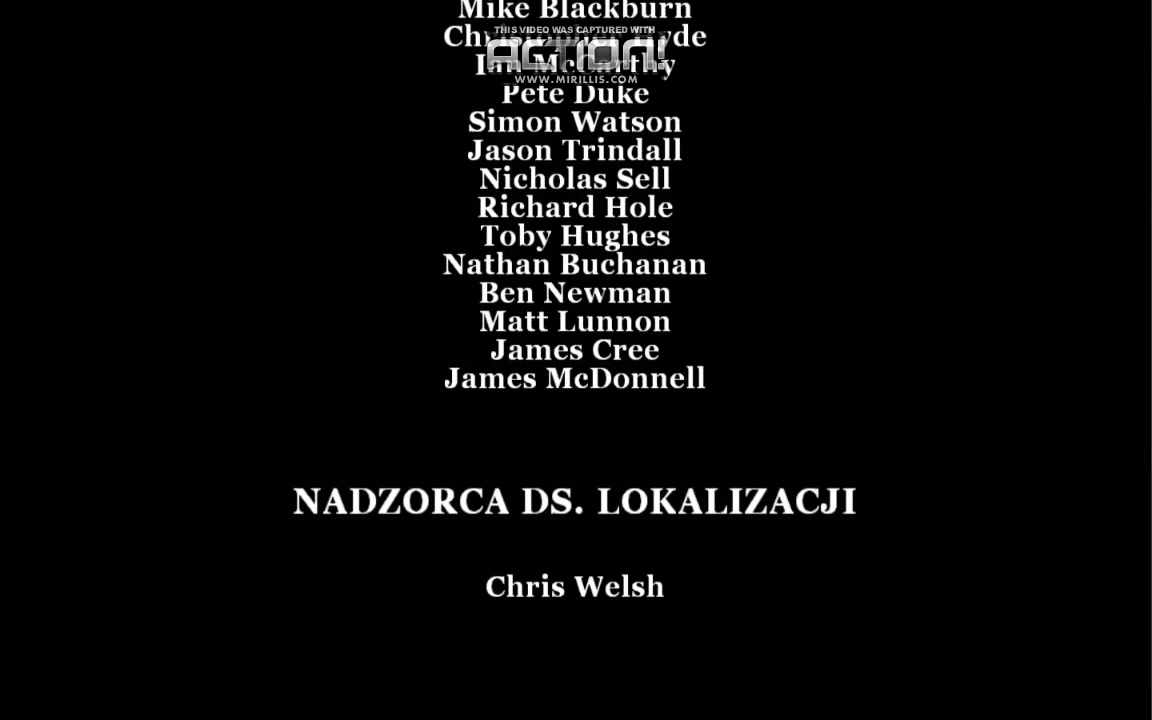 Mike Blackburn
THIS VIDEO WAS CAPTURED WITH
ACTION!
WWW.MIRILLIS.COM
Pete Duke
Simon Watson
Jason Trindall
Nicholas Sell
Richard Hole
Toby Hughes
Nathan Buchanan
Ben Newman
Matt Lunnon
James Cree
James McDonnell
NADZORCA DS. LOKALIZACJI
Chris Welsh